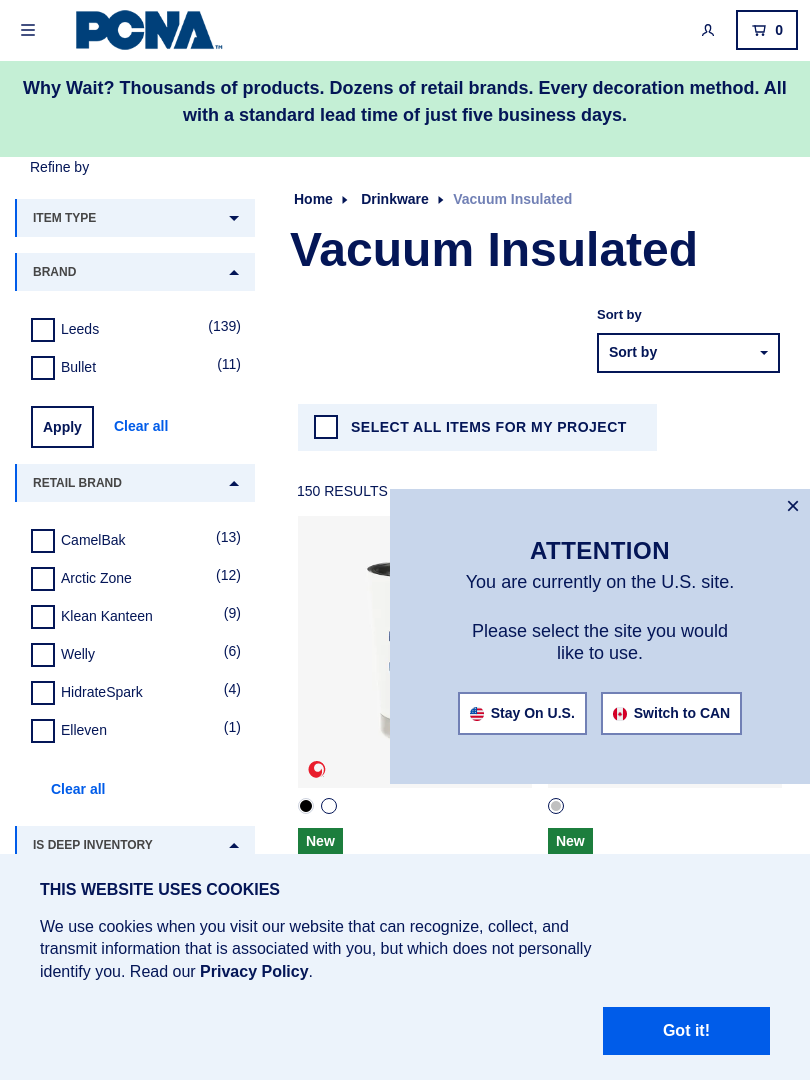 PCNA™
0
Why Wait? Thousands of products. Dozens of retail brands. Every decoration method. All
with a standard lead time of just five business days.
Refine by
ITEM TYPE
BRAND
Leeds (139)
Bullet (11)
Apply Clear all
RETAIL BRAND
CamelBak (13)
Arctic Zone (12)
Klean Kanteen (9)
Welly (6)
HidrateSpark (4)
Elleven (1)
Clear all
IS DEEP INVENTORY
Home Drinkware Vacuum Insulated
Vacuum Insulated
Sort by
Sort by
SELECT ALL ITEMS FOR MY PROJECT
150 RESULTS
New
New
×
ATTENTION
You are currently on the U.S. site.
Please select the site you would
like to use.
Stay On U.S. Switch to CAN
THIS WEBSITE USES COOKIES
We use cookies when you visit our website that can recognize, collect, and
transmit information that is associated with you, but which does not personally
identify you. Read our Privacy Policy.
Got it!